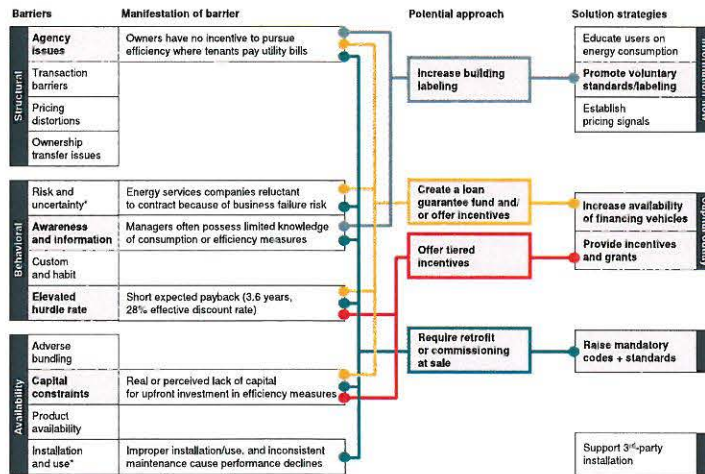 Barriers
Manifestation of barrier
Potential approach
Solution strategies
Structural
Agency
issues
Owners have no incentive to pursue
efficiency where tenants pay utility bills
Transaction
barriers
Pricing
distortions
Ownership
transfer issues
Behavioral
Risk and
uncertainty*
Energy services companies reluctant
to contract because of business failure risk
Awareness
and information
Managers often possess limited knowledge
of consumption or efficiency measures
Custom
and habit
Elevated
hurdle rate
Short expected payback (3.6 years,
28% effective discount rate)
Availability
Adverse
bundling
Capital
constraints
Real or perceived lack of capital
for upfront investment in efficiency measures
Product
availability
Installation
and use*
Improper installation/use, and inconsistent
maintenance cause performance declines
Increase building
labeling
Create a loan
guarantee fund and/
or offer incentives
Offer tiered
incentives
Require retrofit
or commissioning
at sale
Educate users on
energy consumption
Promote voluntary
standards/labeling
Establish
pricing signals
Increase availability
of financing vehicles
Provide incentives
and grants
Raise mandatory
codes + standards
Support 3rd-party
installation